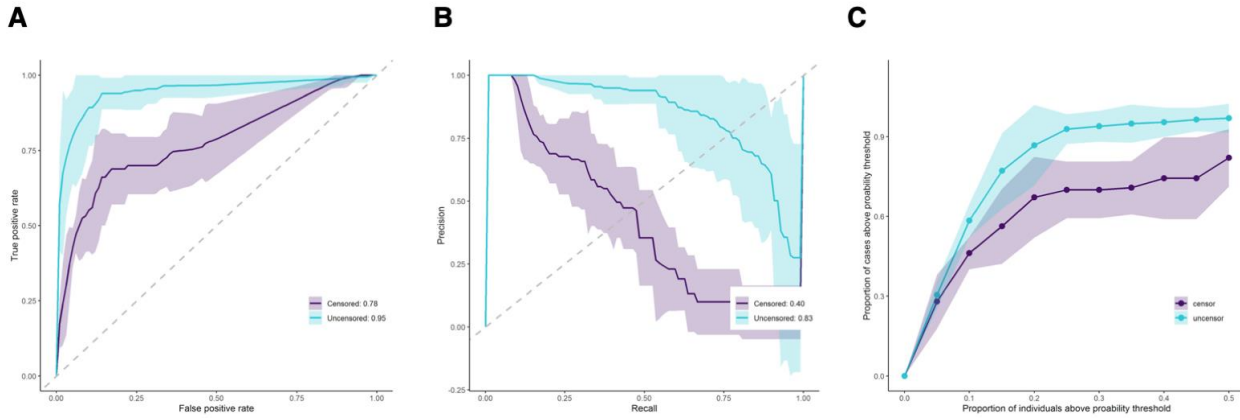 A
B
C
1.00
0.75
0.50
0.25
0.00
True positive rate
0.00
0.25
0.50
0.75
1.00
False positive rate
Censored: 0.78
Uncensored: 0.95
1.00
0.75
0.50
0.25
0.00
-0.25
Precision
0.00
0.25
0.50
0.75
1.00
Recall
Censored: 0.40
Uncensored: 0.83
0.9
0.6
0.3
0.0
Proportion of cases above proability threshold
0.0
0.1
0.2
0.3
0.4
0.5
Proportion of individuals above proability threshold
censor
uncensor